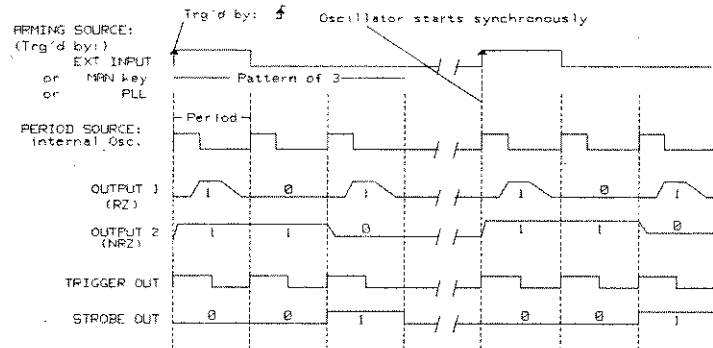 Trg'd by:
Oscillator starts synchronously
ARMING SOURCE:
(Trg'd by:)
EXT INPUT
or MAN key
or PLL
Pattern of 3
Period
PERIOD SOURCE:
internal Osc.
OUTPUT 1
(RZ)
1 0 1 1 0 1
OUTPUT 2
(NRZ)
1 1 0 1 1 0
TRIGGER OUT
STROBE OUT
0 0 1 0 0 1